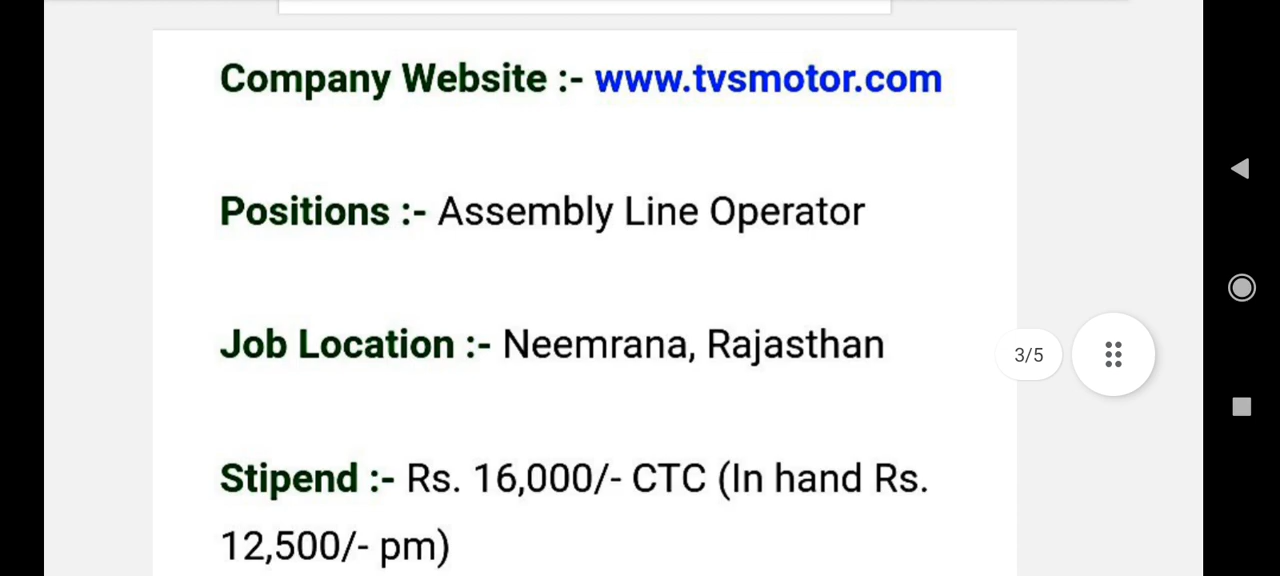 Company Website :- www.tvsmotor.com
Positions :- Assembly Line Operator
Job Location :- Neemrana, Rajasthan
3/5
Stipend :- Rs. 16,000/- CTC (In hand Rs.
12,500/- pm)